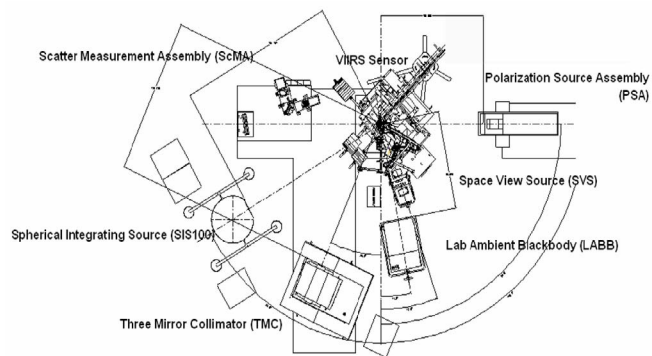 Scatter Measurement Assembly (ScMA)
VIIRS Sensor
Polarization Source Assembly
(PSA)
Space View Source (SVS)
Spherical Integrating Source (SIS100)
Lab Ambient Blackbody (LABB)
Three Mirror Collimator (TMC)